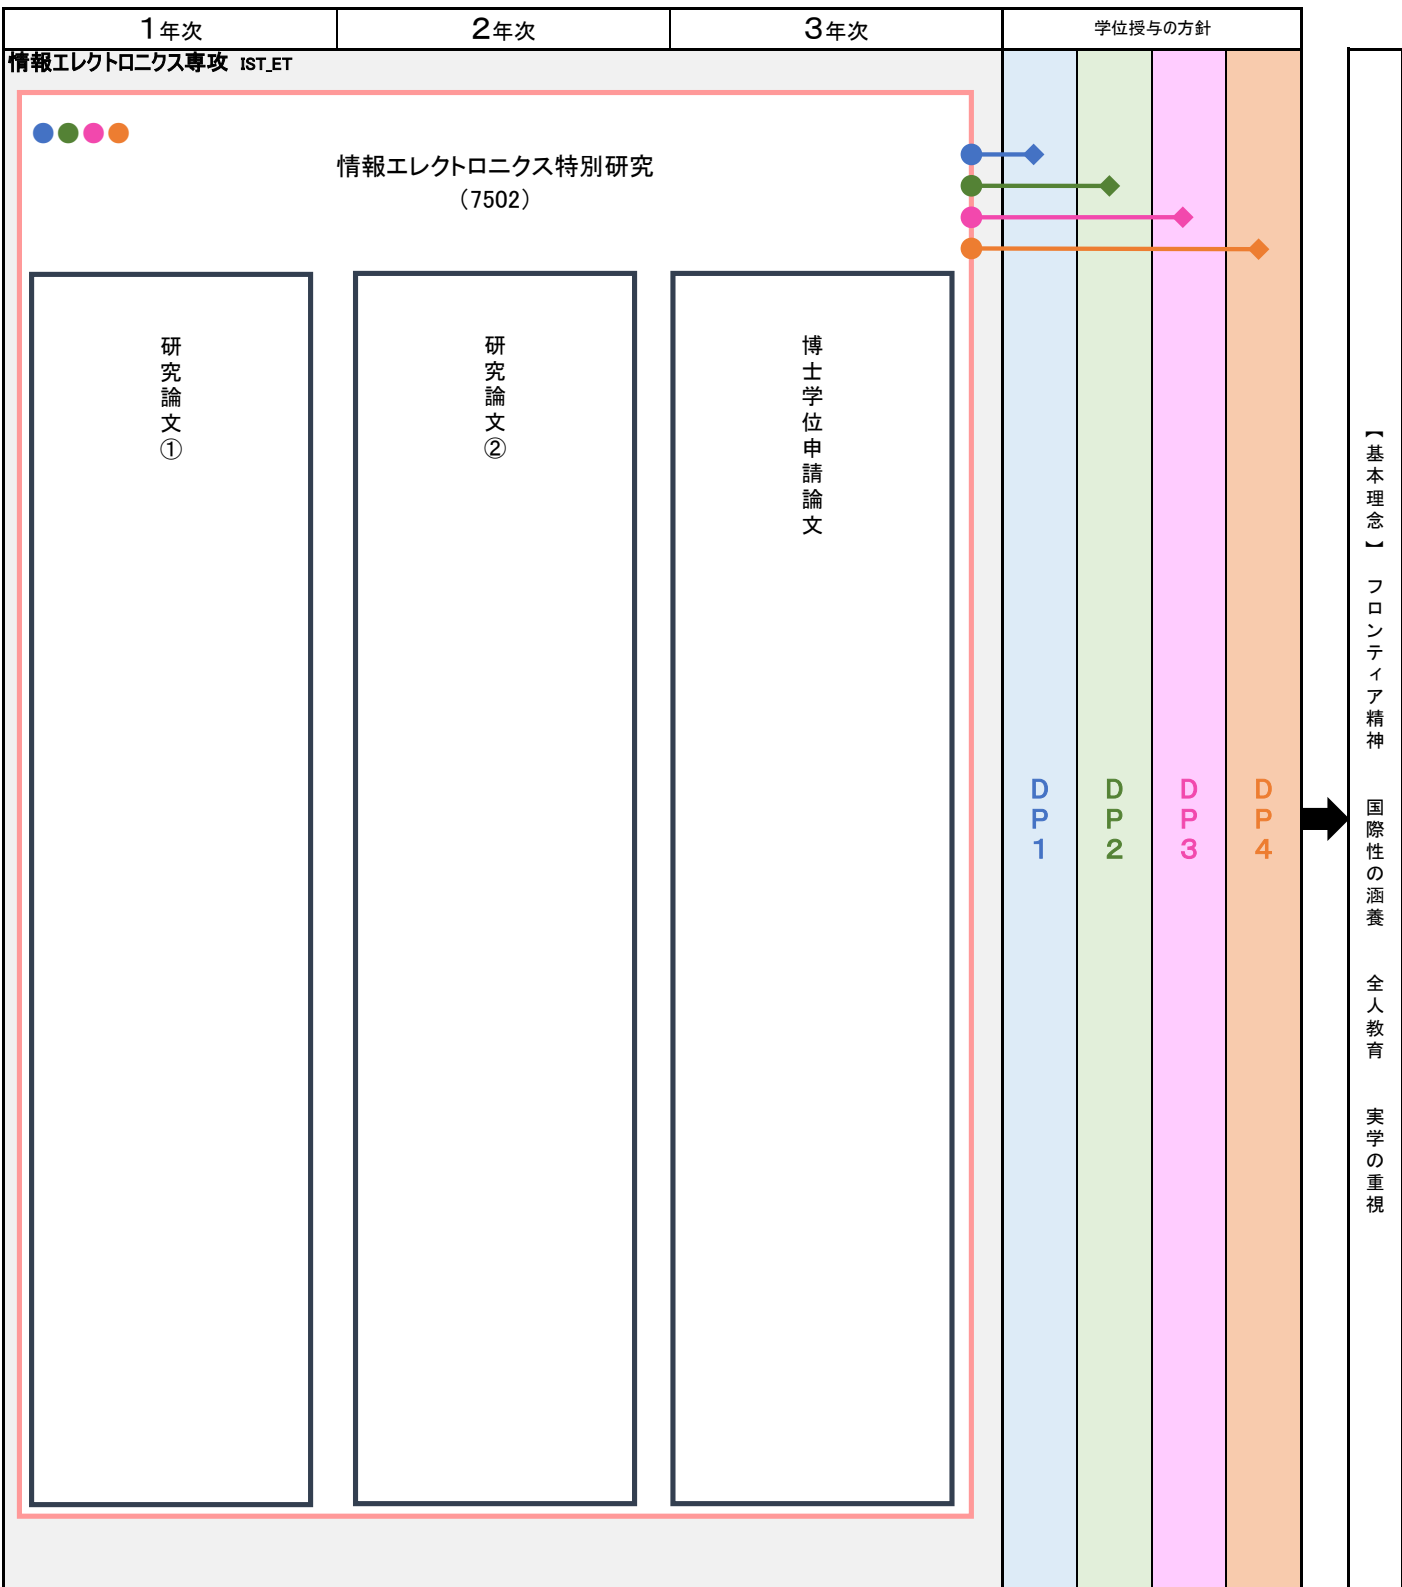 1年次
2年次
3年次
学位授与の方針
情報エレクトロニクス専攻 IST_ET
情報エレクトロニクス特別研究
（7502）
研究論文①
研究論文②
博士学位申請論文
DP1
DP2
DP3
DP4
【基本理念】 フロンティア精神 国際性の涵養 全人教育 実学の重視